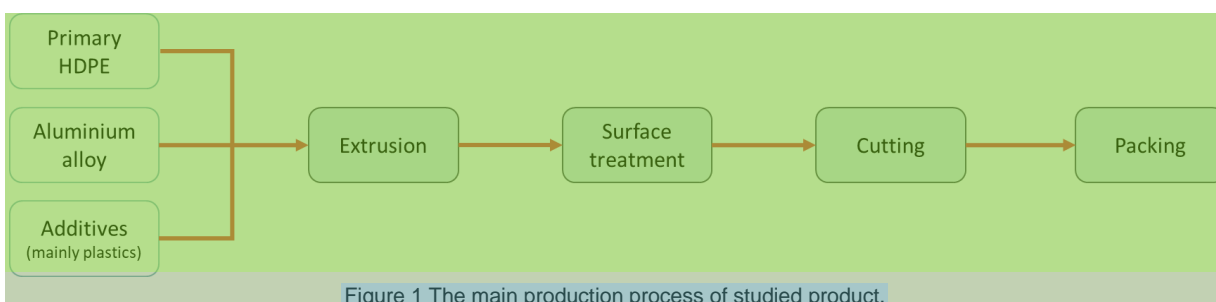 Primary
HDPE
Aluminium
alloy
Additives
(mainly plastics)
Extrusion
Surface
treatment
Cutting
Packing
Figure 1 The main production process of studied product.